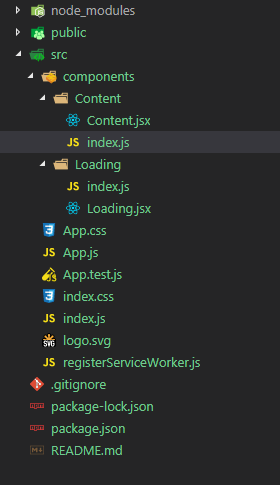 node_modules
public
src
components
Content
Content.jsx
JS index.js
Loading
JS index.js
Loading.jsx
App.css
JS App.js
App.test.js
index.css
JS index.js
SVG logo.svg
JS registerServiceWorker.js
.gitignore
package-lock.json
package.json
README.md